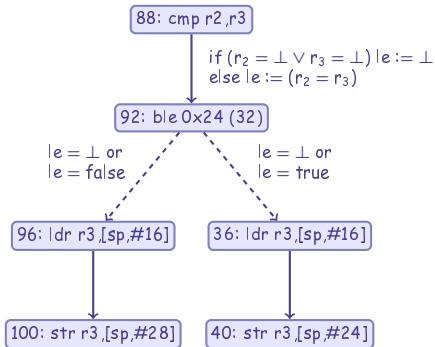 88: cmp r2,r3
if (r₂ = ⊥ ∨ r₃ = ⊥) le := ⊥
else le := (r₂ = r₃)
92: ble 0x24 (32)
le = ⊥ or
le = false
le = ⊥ or
le = true
96: ldr r3,[sp,#16]
36: ldr r3,[sp,#16]
100: str r3,[sp,#28]
40: str r3,[sp,#24]